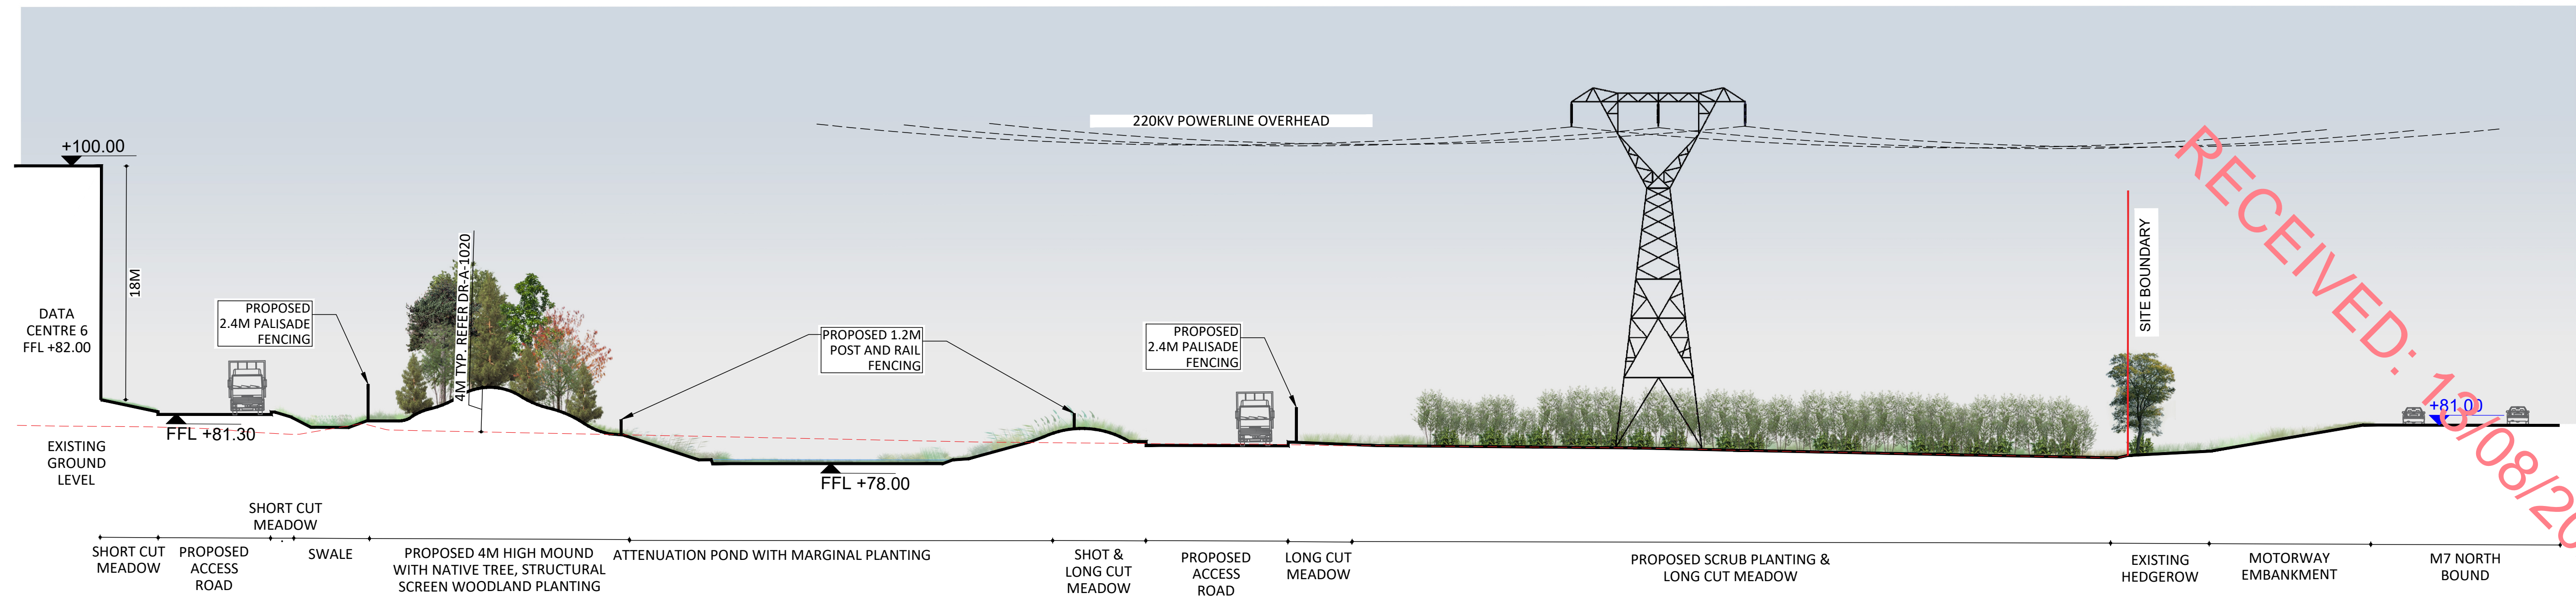 220KV POWERLINE OVERHEAD
+100.00
18M
DATA
CENTRE 6
FFL +82.00
PROPOSED
2.4M PALISADE
FENCING
4M TYP. REFER DR-A-1020
PROPOSED 1.2M
POST AND RAIL
FENCING
PROPOSED
2.4M PALISADE
FENCING
SITE BOUNDARY
RECEIVED: 13/08/20
+81.00
FFL +81.30
EXISTING
GROUND
LEVEL
FFL +78.00
SHORT CUT
MEADOW
SHORT CUT
MEADOW
PROPOSED
ACCESS
ROAD
SWALE
PROPOSED 4M HIGH MOUND
WITH NATIVE TREE, STRUCTURAL
SCREEN WOODLAND PLANTING
ATTENUATION POND WITH MARGINAL PLANTING
SHOT &
LONG CUT
MEADOW
PROPOSED
ACCESS
ROAD
LONG CUT
MEADOW
PROPOSED SCRUB PLANTING &
LONG CUT MEADOW
EXISTING
HEDGEROW
MOTORWAY
EMBANKMENT
M7 NORTH
BOUND